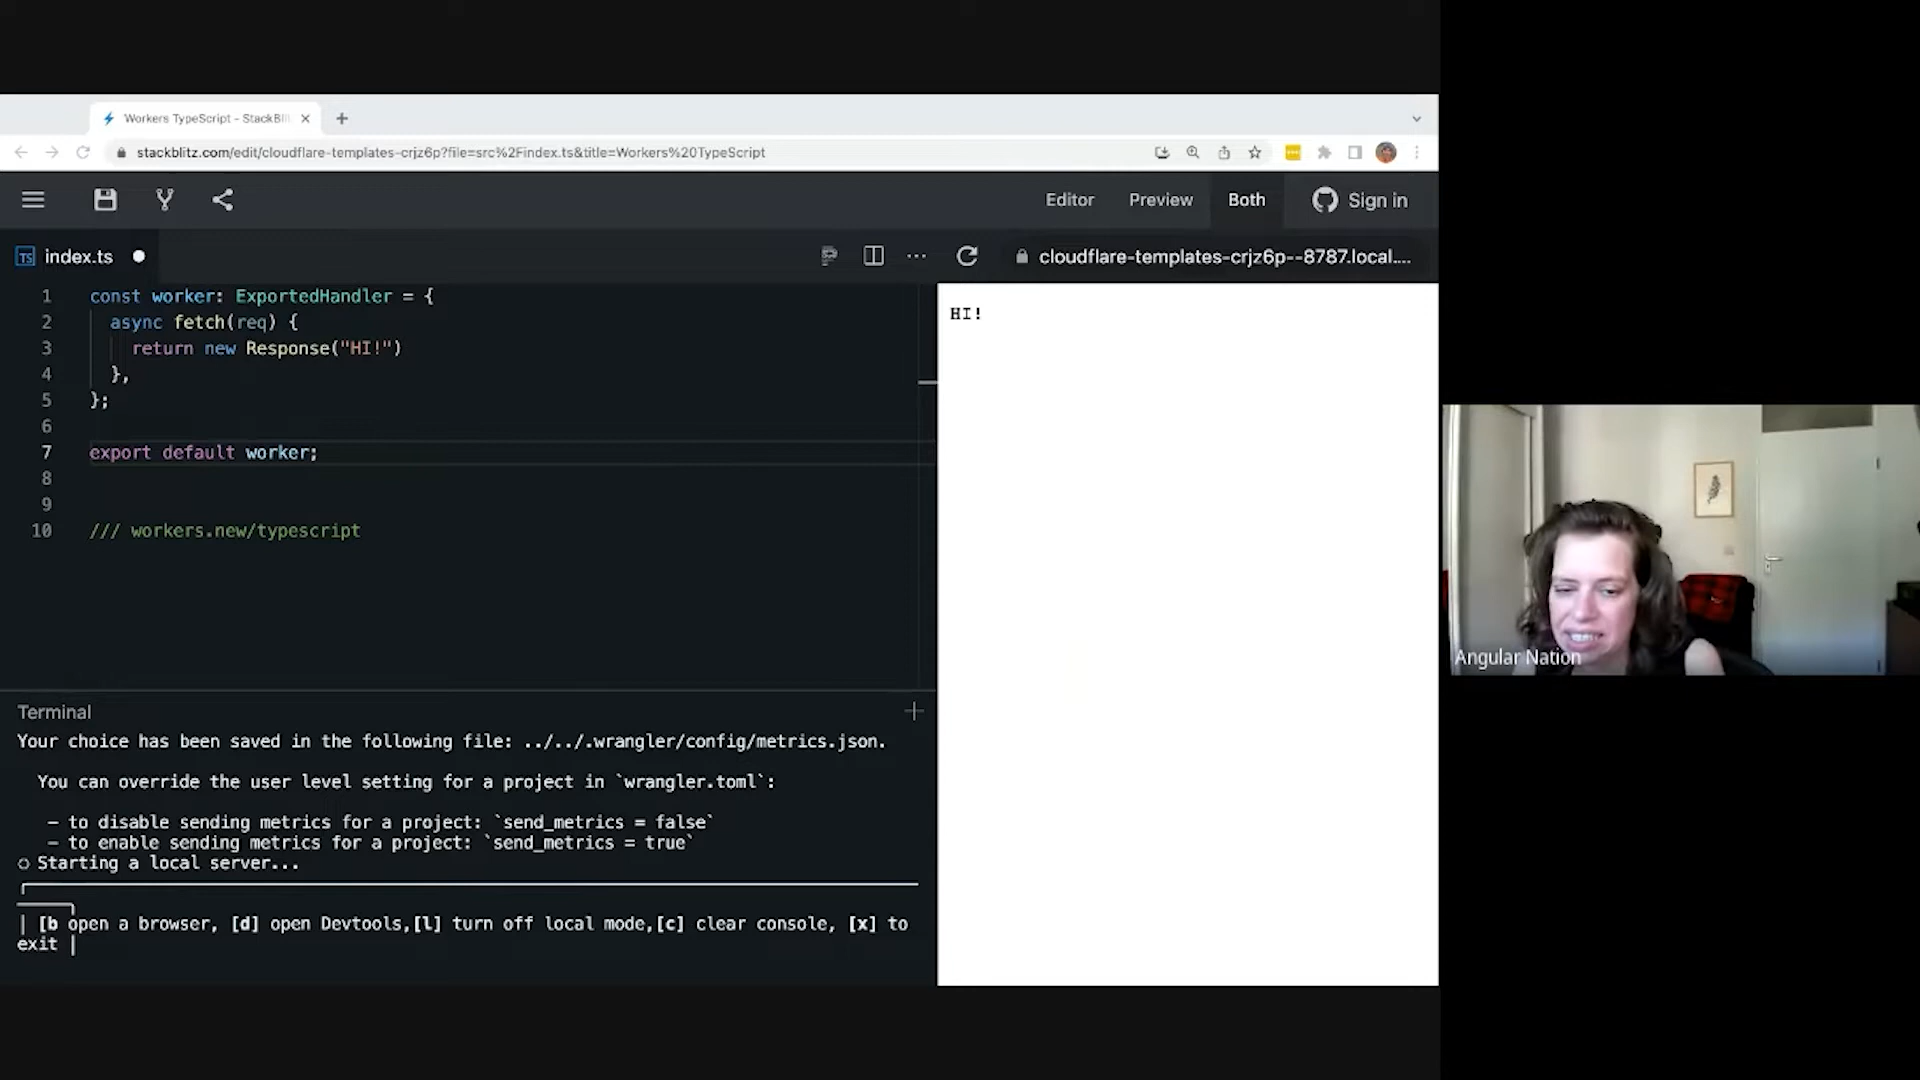 Workers TypeScript - StackBli
stackblitz.com/edit/cloudflare-templates-crjz6p?file=src%2Findex.ts&title=Workers%20TypeScript
Editor Preview Both Sign in
TS index.ts
cloudflare-templates-crjz6p--8787.local....
1 const worker: ExportedHandler = {
2 async fetch(req) {
3 return new Response("HI!")
4 },
5 };
6
7 export default worker;
8
9
10 /// workers.new/typescript
HI!
Angular Nation
Terminal
Your choice has been saved in the following file: ../../.wrangler/config/metrics.json.
You can override the user level setting for a project in `wrangler.toml`:
– to disable sending metrics for a project: `send_metrics = false`
– to enable sending metrics for a project: `send_metrics = true`
Starting a local server...
| [b open a browser, [d] open Devtools,[l] turn off local mode,[c] clear console, [x] to
exit |